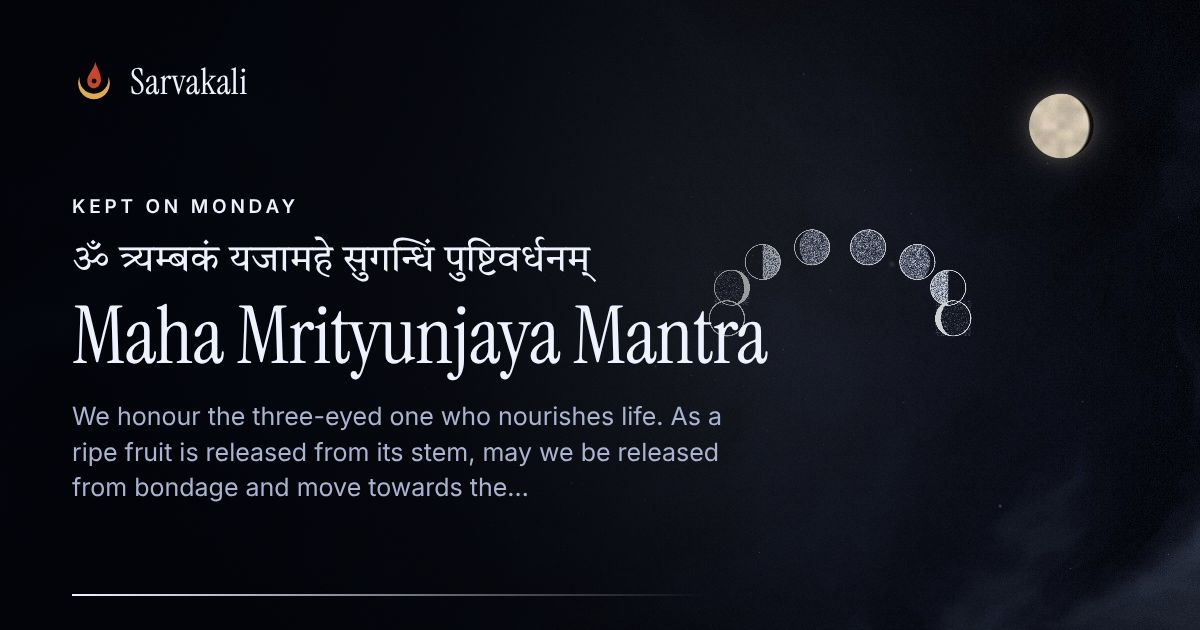 Sarvakali
KEPT ON MONDAY
ॐ त्र्यम्बकं यजामहे सुगन्धिं पुष्टिवर्धनम्
Maha Mrityunjaya Mantra
We honour the three-eyed one who nourishes life. As a
ripe fruit is released from its stem, may we be released
from bondage and move towards the...